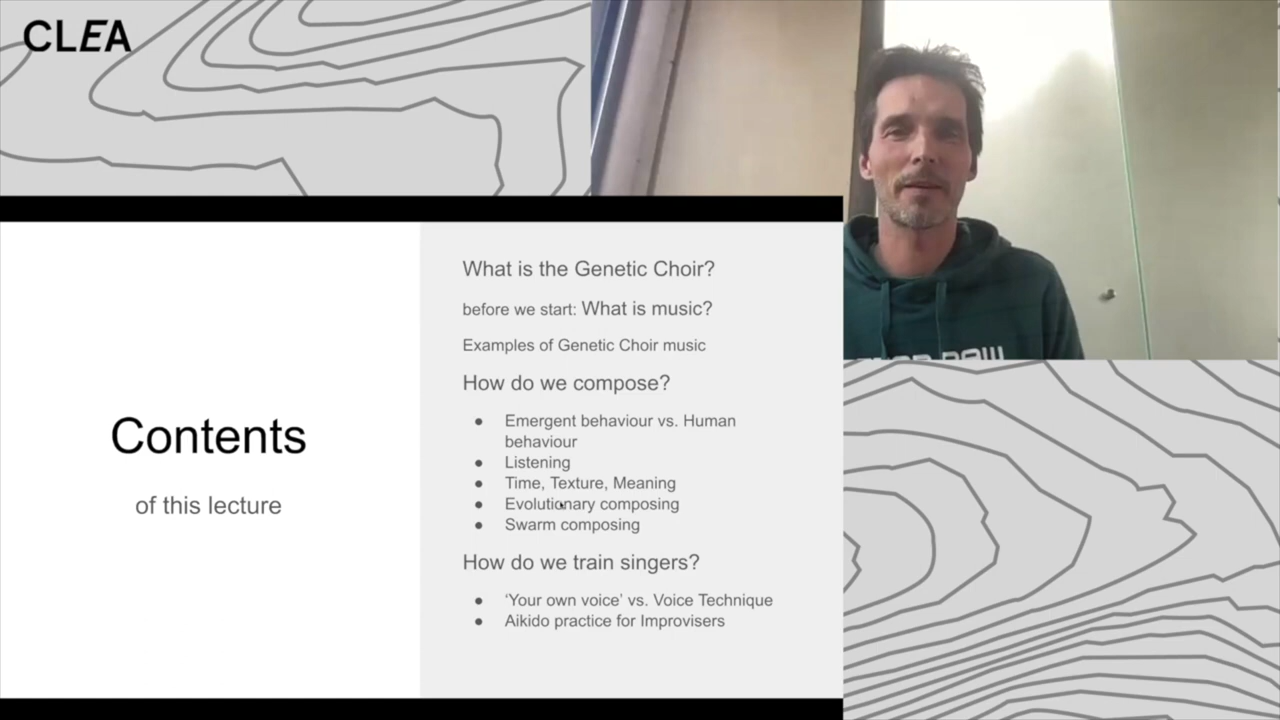 CLEA
What is the Genetic Choir?
before we start: What is music?
Examples of Genetic Choir music
How do we compose?
● Emergent behaviour vs. Human
behaviour
● Listening
● Time, Texture, Meaning
● Evolutionary composing
● Swarm composing
How do we train singers?
● ‘Your own voice’ vs. Voice Technique
● Aikido practice for Improvisers
Contents
of this lecture